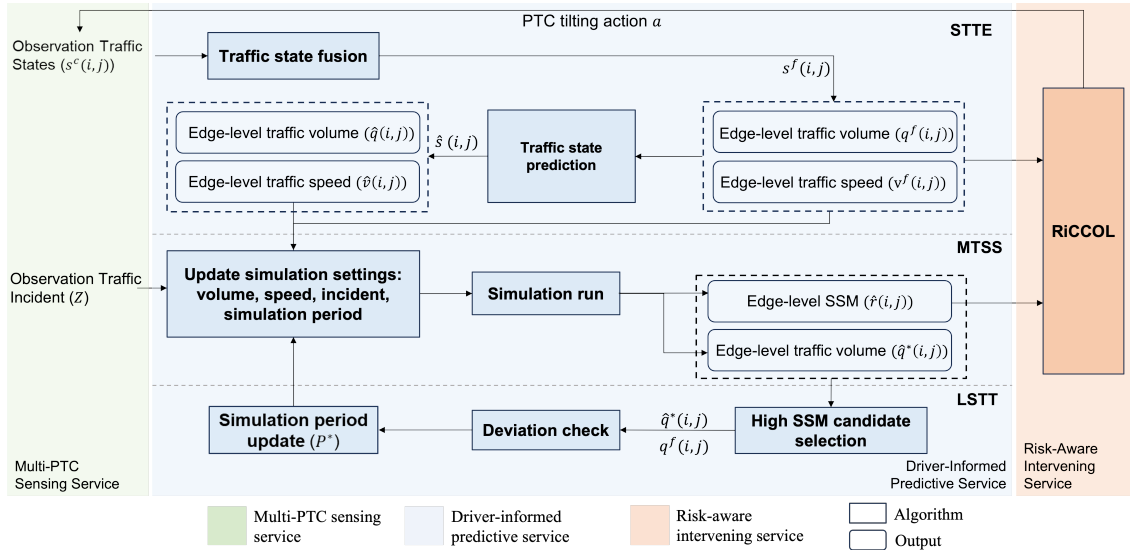 PTC tilting action a
STTE
Observation Traffic
States (s^c(i,j))
Traffic state fusion
s^f(i,j)
Edge-level traffic volume (q̂(i,j))
Edge-level traffic speed (v̂(i,j))
ŝ (i,j)
Traffic state
prediction
Edge-level traffic volume (q^f(i,j))
Edge-level traffic speed (v^f(i,j))
RiCCOL
MTSS
Observation Traffic
Incident (Z)
Update simulation settings:
volume, speed, incident,
simulation period
Simulation run
Edge-level SSM (r̂(i,j))
Edge-level traffic volume (q̂*(i,j))
LSTT
Simulation period
update (P*)
Deviation check
q̂*(i,j)
q^f(i,j)
High SSM candidate
selection
Multi-PTC
Sensing Service
Driver-Informed
Predictive Service
Risk-Aware
Intervening
Service
Multi-PTC sensing
service
Driver-informed
predictive service
Risk-aware
intervening service
Algorithm
Output